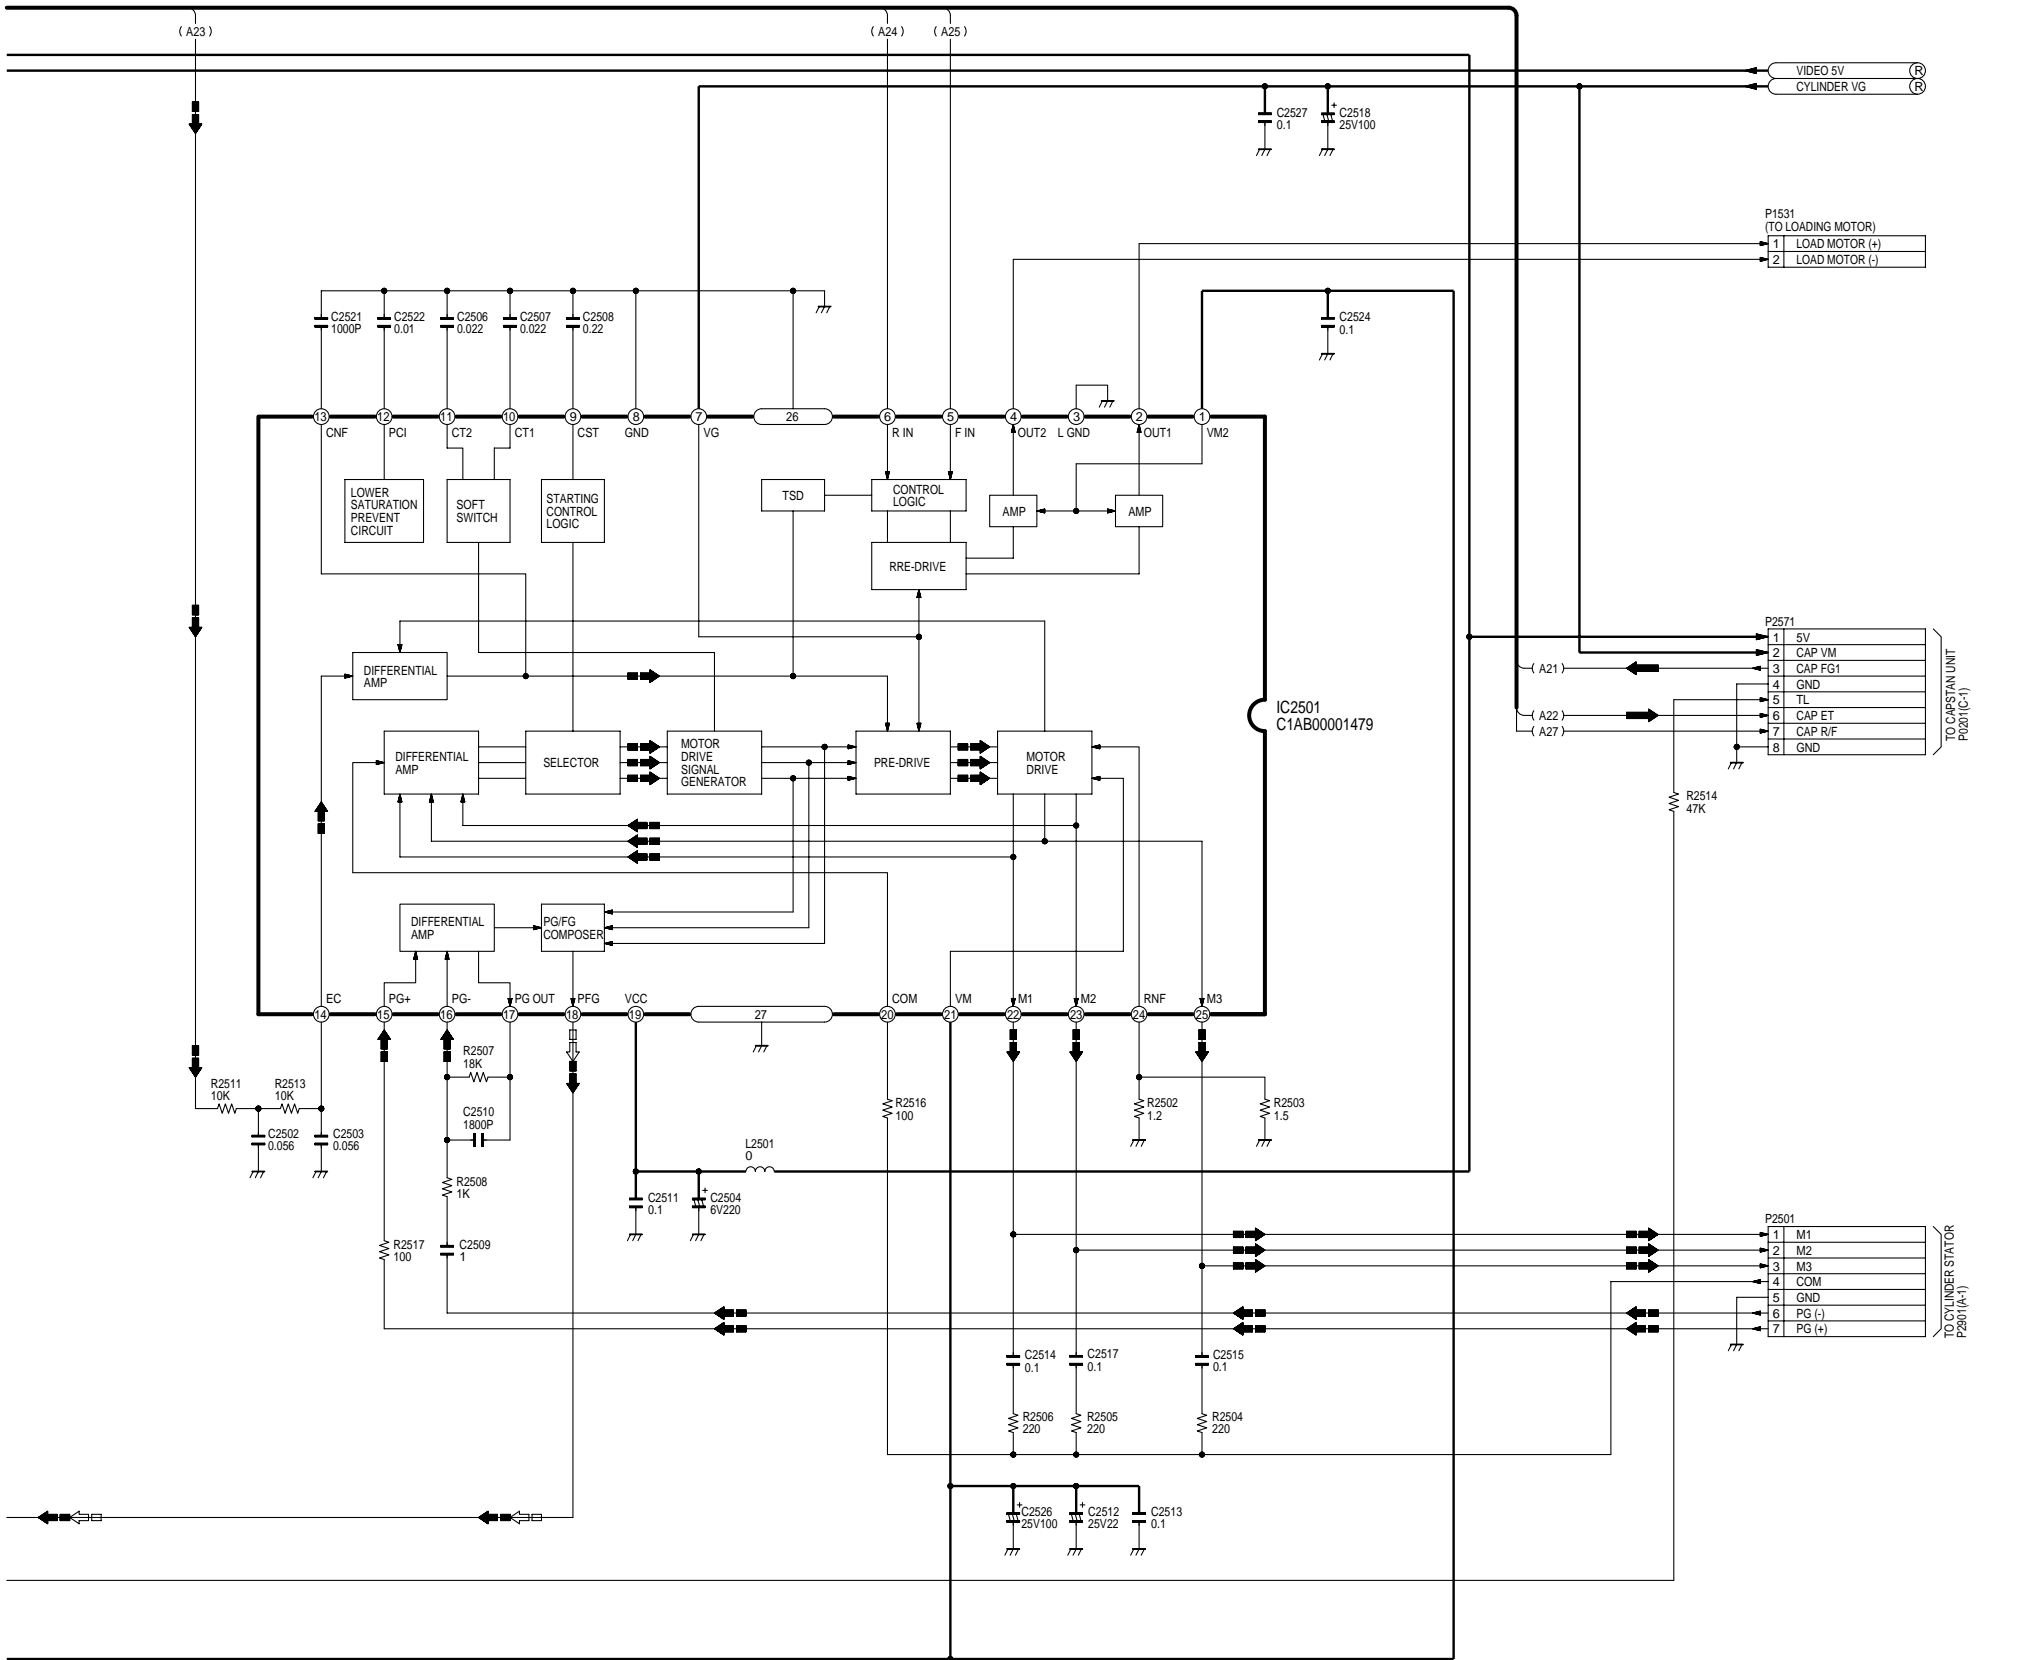 ( A23 )
( A24 )
( A25 )
VIDEO 5V
R
CYLINDER VG
R
C2527
0.1
+
C2518
25V100
P1531
(TO LOADING MOTOR)
1 LOAD MOTOR (+)
2 LOAD MOTOR (-)
C2521
1000P
C2522
0.01
C2506
0.022
C2507
0.022
C2508
0.22
C2524
0.1
13
12
11
10
9
8
7
26
6
5
4
3
2
1
CNF
PCI
CT2
CT1
CST
GND
VG
R IN
F IN
OUT2
L GND
OUT1
VM2
LOWER
SATURATION
PREVENT
CIRCUIT
SOFT
SWITCH
STARTING
CONTROL
LOGIC
TSD
CONTROL
LOGIC
AMP
AMP
RRE-DRIVE
DIFFERENTIAL
AMP
IC2501
C1AB00001479
DIFFERENTIAL
AMP
SELECTOR
MOTOR
DRIVE
SIGNAL
GENERATOR
PRE-DRIVE
MOTOR
DRIVE
P2571
1 5V
2 CAP VM
3 CAP FG1
4 GND
5 TL
6 CAP ET
7 CAP R/F
8 GND
TO CAPSTAN UNIT
P0201(C-1)
( A21 )
( A22 )
( A27 )
R2514
47K
DIFFERENTIAL
AMP
PG/FG
COMPOSER
EC
PG+
PG-
PG OUT
PFG
VCC
COM
VM
M1
M2
RNF
M3
14
15
16
17
18
19
27
20
21
22
23
24
25
R2511
10K
R2513
10K
C2502
0.056
C2503
0.056
R2507
18K
C2510
1800P
R2508
1K
R2517
100
C2509
1
L2501
0
C2511
0.1
+
C2504
6V220
R2516
100
R2502
1.2
R2503
1.5
P2501
1 M1
2 M2
3 M3
4 COM
5 GND
6 PG (-)
7 PG (+)
TO CYLINDER STATOR
P2901(A-1)
C2514
0.1
C2517
0.1
C2515
0.1
R2506
220
R2505
220
R2504
220
+
C2526
25V100
+
C2512
25V22
C2513
0.1